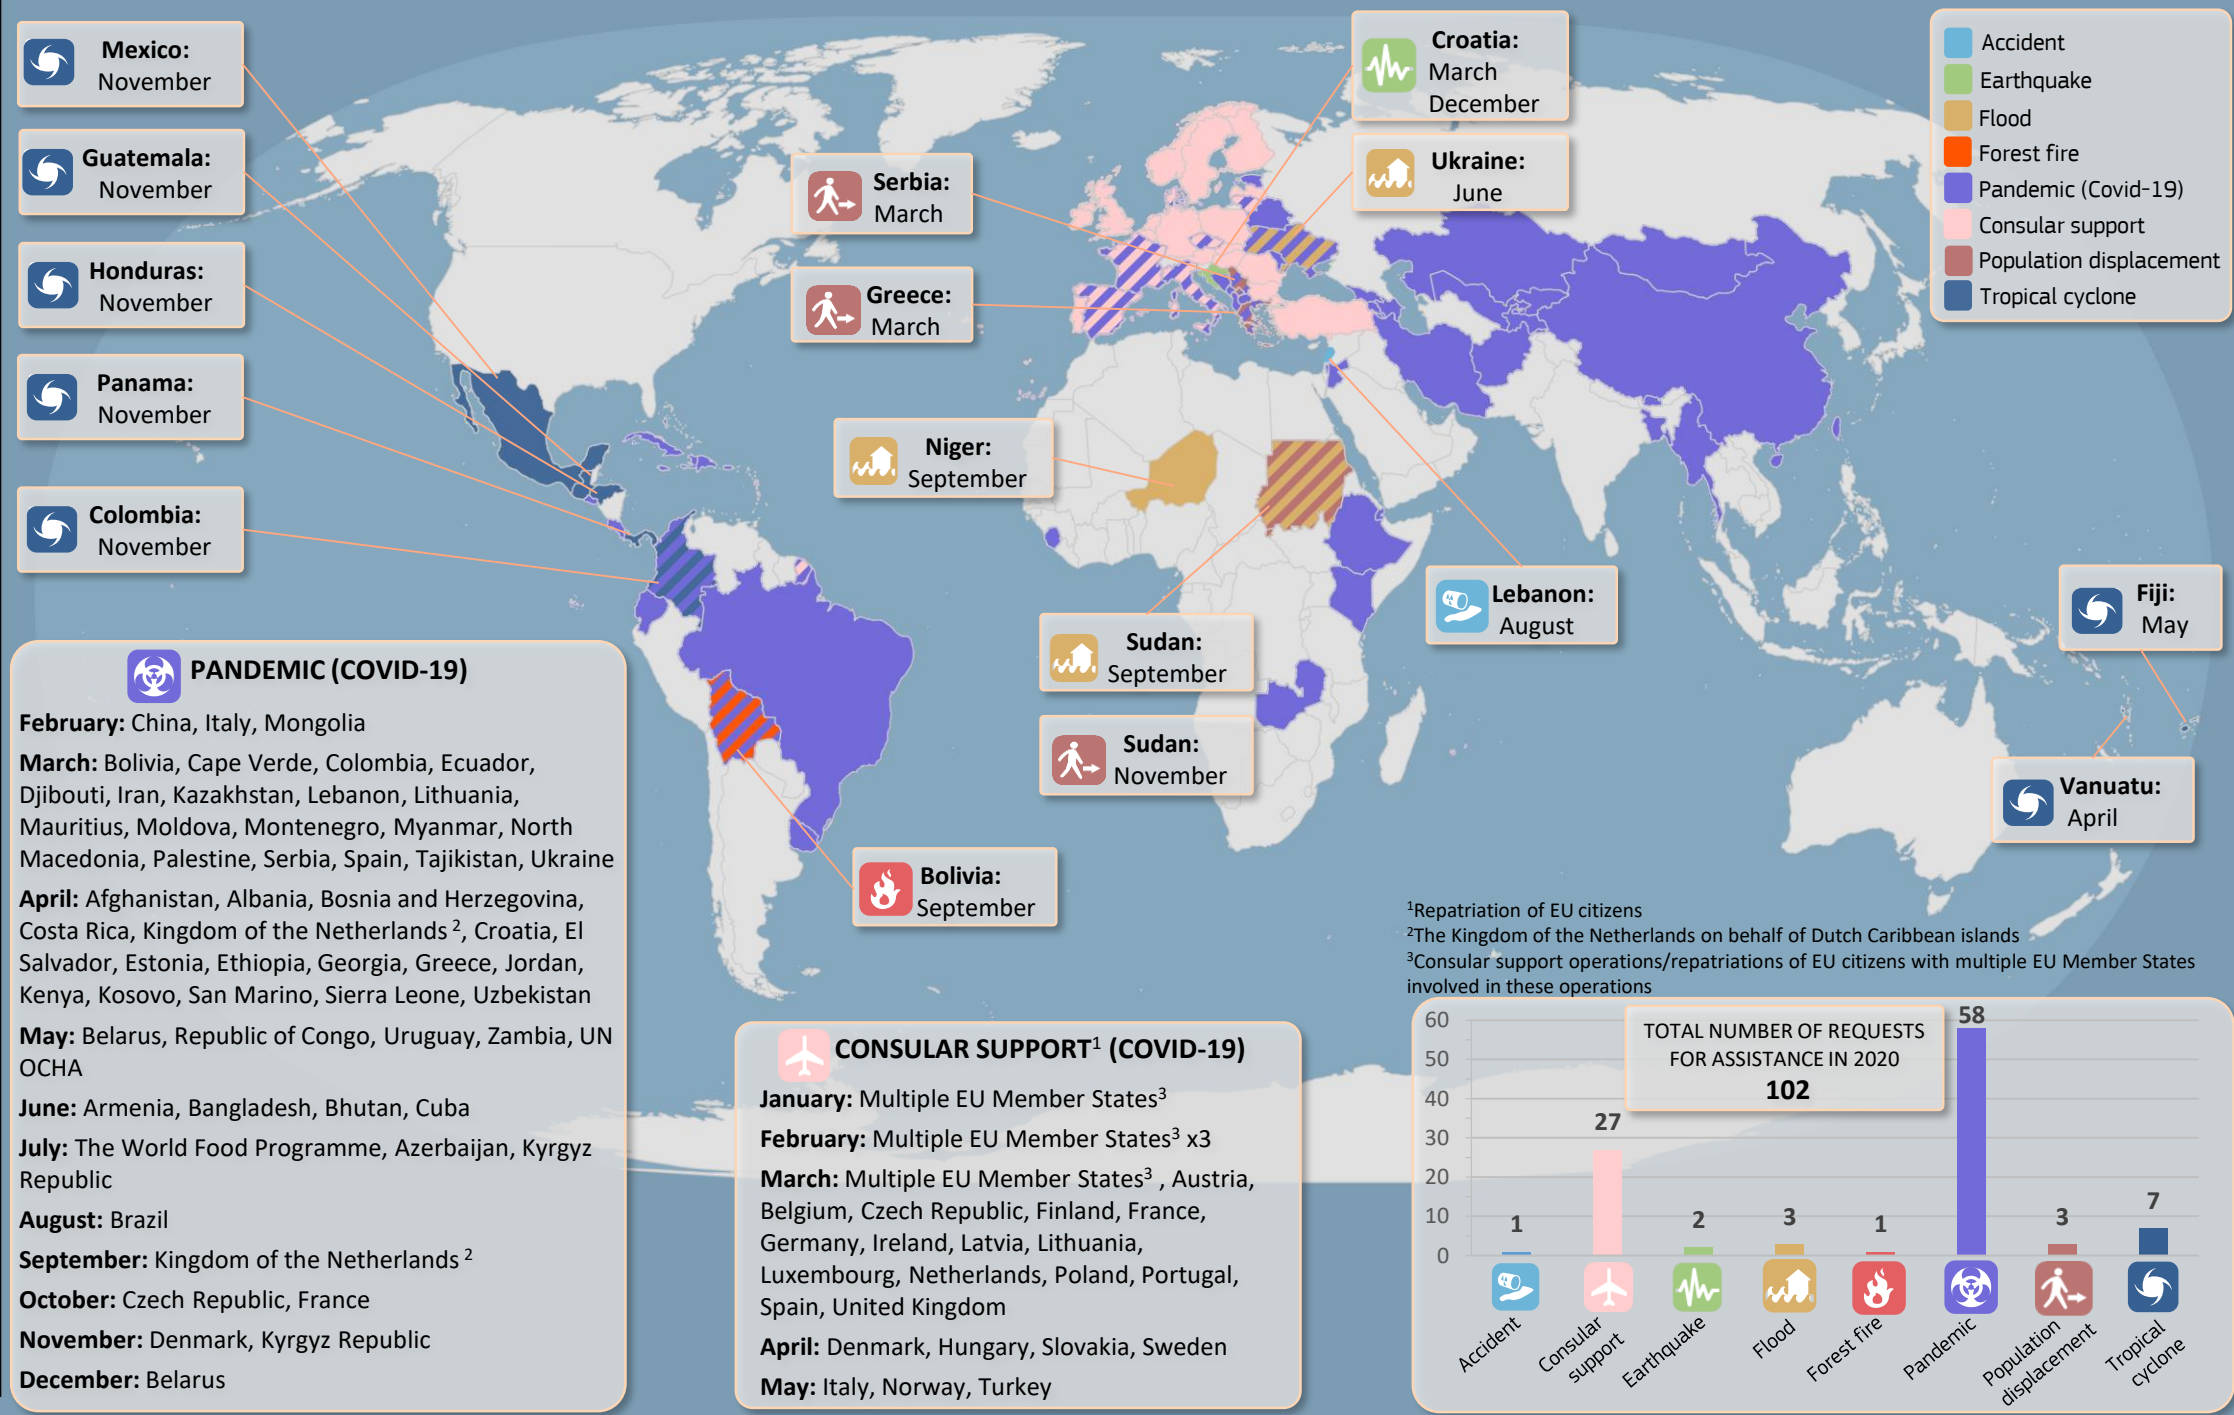 Mexico:
November
Guatemala:
November
Honduras:
November
Panama:
November
Colombia:
November
Serbia:
March
Greece:
March
Croatia:
March
December
Ukraine:
June
Accident
Earthquake
Flood
Forest fire
Pandemic (Covid-19)
Consular support
Population displacement
Tropical cyclone
Niger:
September
Sudan:
September
Sudan:
November
Lebanon:
August
Fiji:
May
Vanuatu:
April
Bolivia:
September
PANDEMIC (COVID-19)
February: China, Italy, Mongolia
March: Bolivia, Cape Verde, Colombia, Ecuador,
Djibouti, Iran, Kazakhstan, Lebanon, Lithuania,
Mauritius, Moldova, Montenegro, Myanmar, North
Macedonia, Palestine, Serbia, Spain, Tajikistan, Ukraine
April: Afghanistan, Albania, Bosnia and Herzegovina,
Costa Rica, Kingdom of the Netherlands ², Croatia, El
Salvador, Estonia, Ethiopia, Georgia, Greece, Jordan,
Kenya, Kosovo, San Marino, Sierra Leone, Uzbekistan
May: Belarus, Republic of Congo, Uruguay, Zambia, UN
OCHA
June: Armenia, Bangladesh, Bhutan, Cuba
July: The World Food Programme, Azerbaijan, Kyrgyz
Republic
August: Brazil
September: Kingdom of the Netherlands ²
October: Czech Republic, France
November: Denmark, Kyrgyz Republic
December: Belarus
CONSULAR SUPPORT¹ (COVID-19)
January: Multiple EU Member States³
February: Multiple EU Member States³ x3
March: Multiple EU Member States³ , Austria,
Belgium, Czech Republic, Finland, France,
Germany, Ireland, Latvia, Lithuania,
Luxembourg, Netherlands, Poland, Portugal,
Spain, United Kingdom
April: Denmark, Hungary, Slovakia, Sweden
May: Italy, Norway, Turkey
¹Repatriation of EU citizens
²The Kingdom of the Netherlands on behalf of Dutch Caribbean islands
³Consular support operations/repatriations of EU citizens with multiple EU Member States
involved in these operations
TOTAL NUMBER OF REQUESTS
FOR ASSISTANCE IN 2020
102
60
50
40
30
20
10
0
1
27
2
3
1
58
3
7
Accident
Consular
support
Earthquake
Flood
Forest fire
Pandemic
Population
displacement
Tropical
cyclone